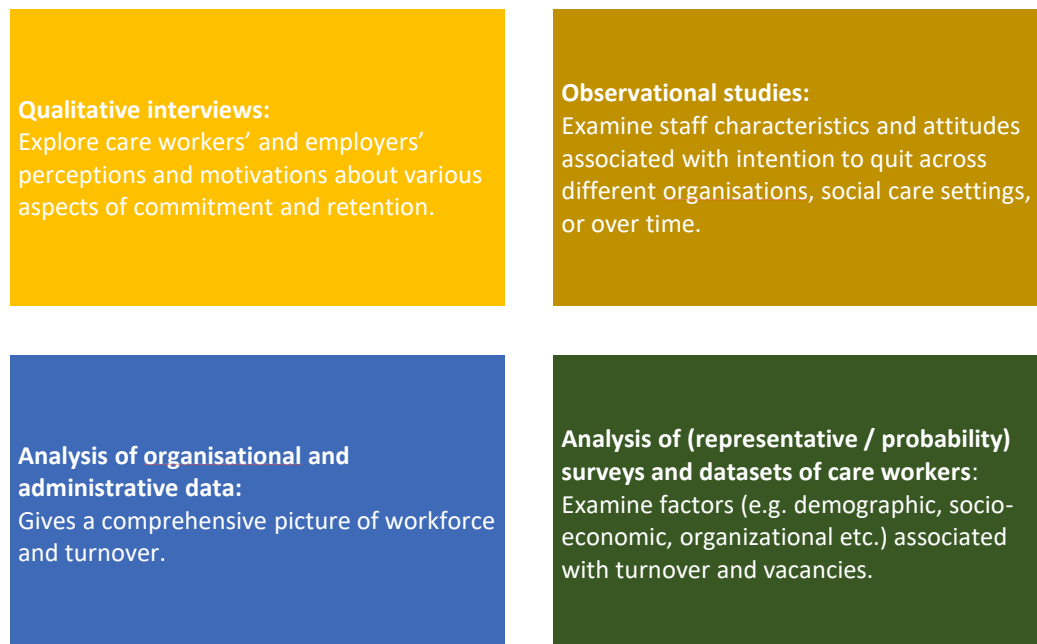 Qualitative interviews:
Explore care workers’ and employers’
perceptions and motivations about various
aspects of commitment and retention.
Observational studies:
Examine staff characteristics and attitudes
associated with intention to quit across
different organisations, social care settings,
or over time.
Analysis of organisational and
administrative data:
Gives a comprehensive picture of workforce
and turnover.
Analysis of (representative / probability)
surveys and datasets of care workers:
Examine factors (e.g. demographic, socio-
economic, organizational etc.) associated
with turnover and vacancies.